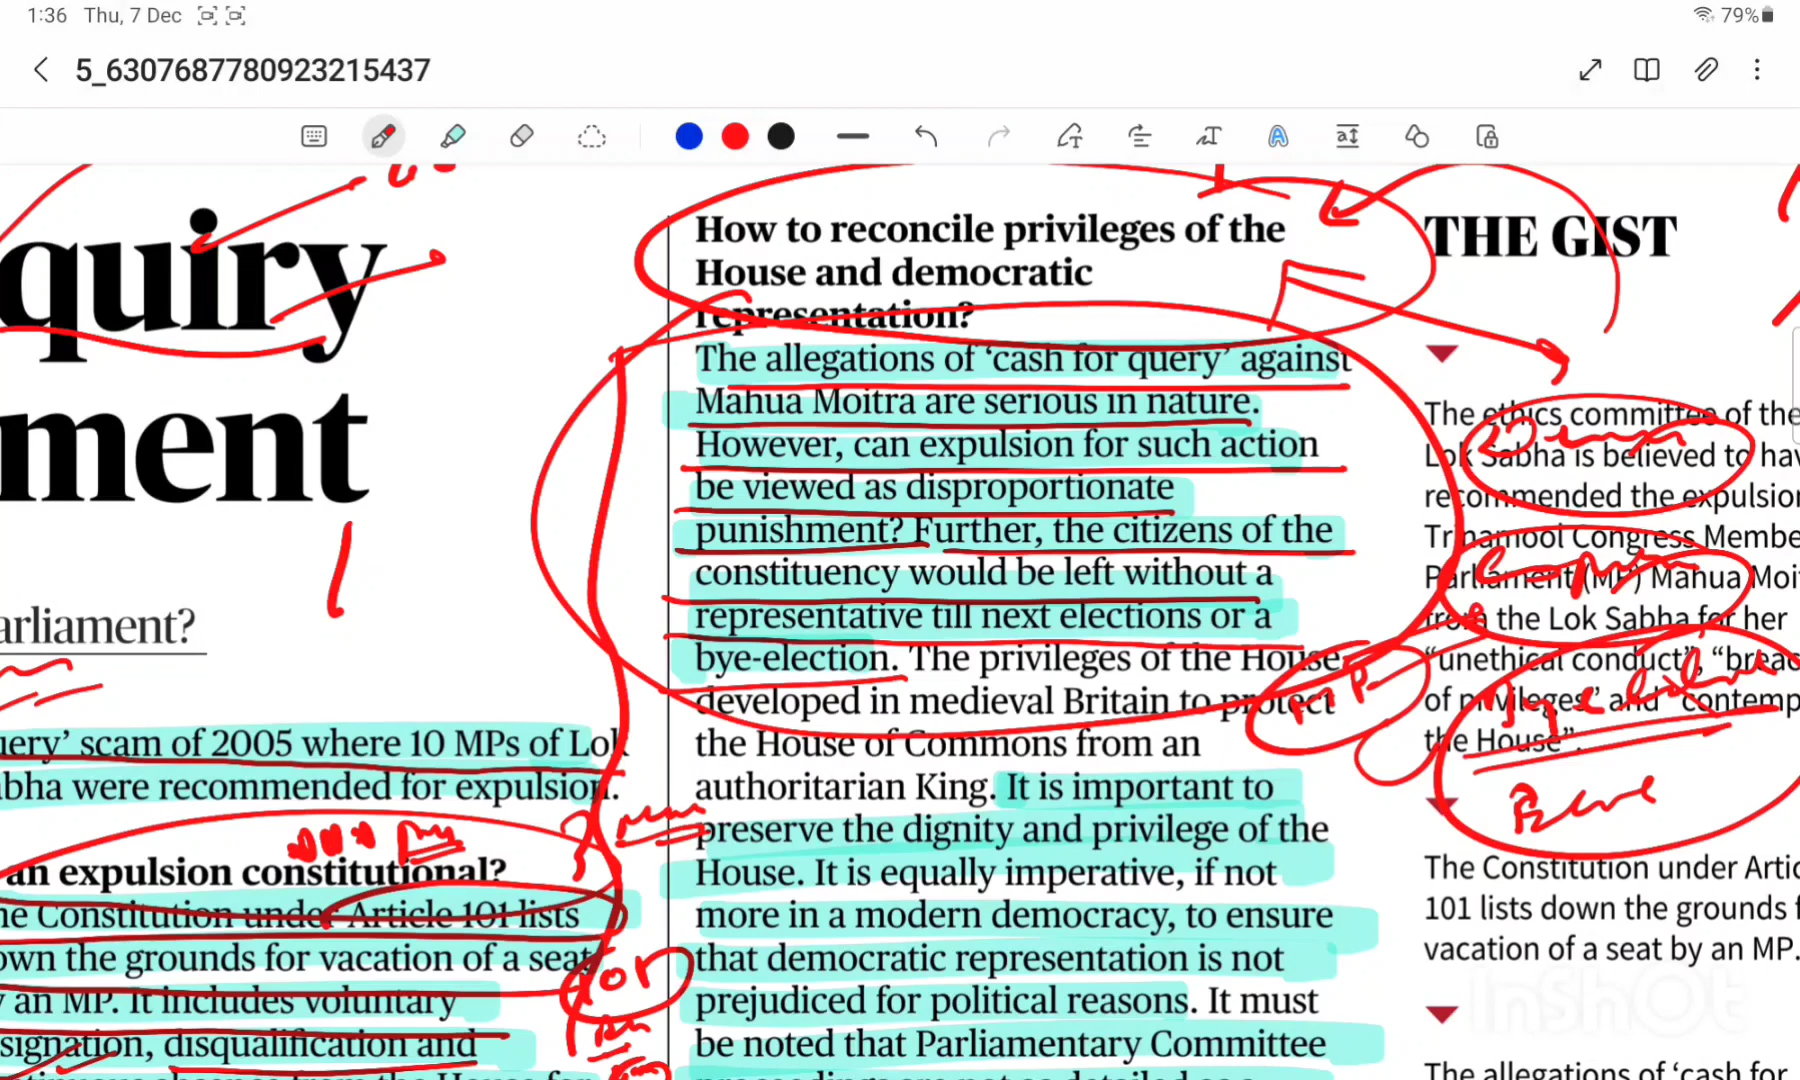 1:36 Thu, 7 Dec
79%
5_6307687780923215437
quiry
ment
arliament?
uery’ scam of 2005 where 10 MPs of Lok
abha were recommended for expulsion.
an expulsion constitutional?
he Constitution under Article 101 lists
own the grounds for vacation of a seat
y an MP. It includes voluntary
signation, disqualification and
How to reconcile privileges of the
House and democratic
representation?
The allegations of ‘cash for query’ against
Mahua Moitra are serious in nature.
However, can expulsion for such action
be viewed as disproportionate
punishment? Further, the citizens of the
constituency would be left without a
representative till next elections or a
bye-election. The privileges of the House
developed in medieval Britain to protect
the House of Commons from an
authoritarian King. It is important to
preserve the dignity and privilege of the
House. It is equally imperative, if not
more in a modern democracy, to ensure
that democratic representation is not
prejudiced for political reasons. It must
be noted that Parliamentary Committee
THE GIST
The ethics committee of the
Lok Sabha is believed to hav
recommended the expulsion
Trinamool Congress Membe
Parliament (MP) Mahua Moit
from the Lok Sabha for her
“unethical conduct”, “breac
of privileges” and “contemp
the House”.
The Constitution under Artic
101 lists down the grounds f
vacation of a seat by an MP.
The allegations of ‘cash for
101
InShOt